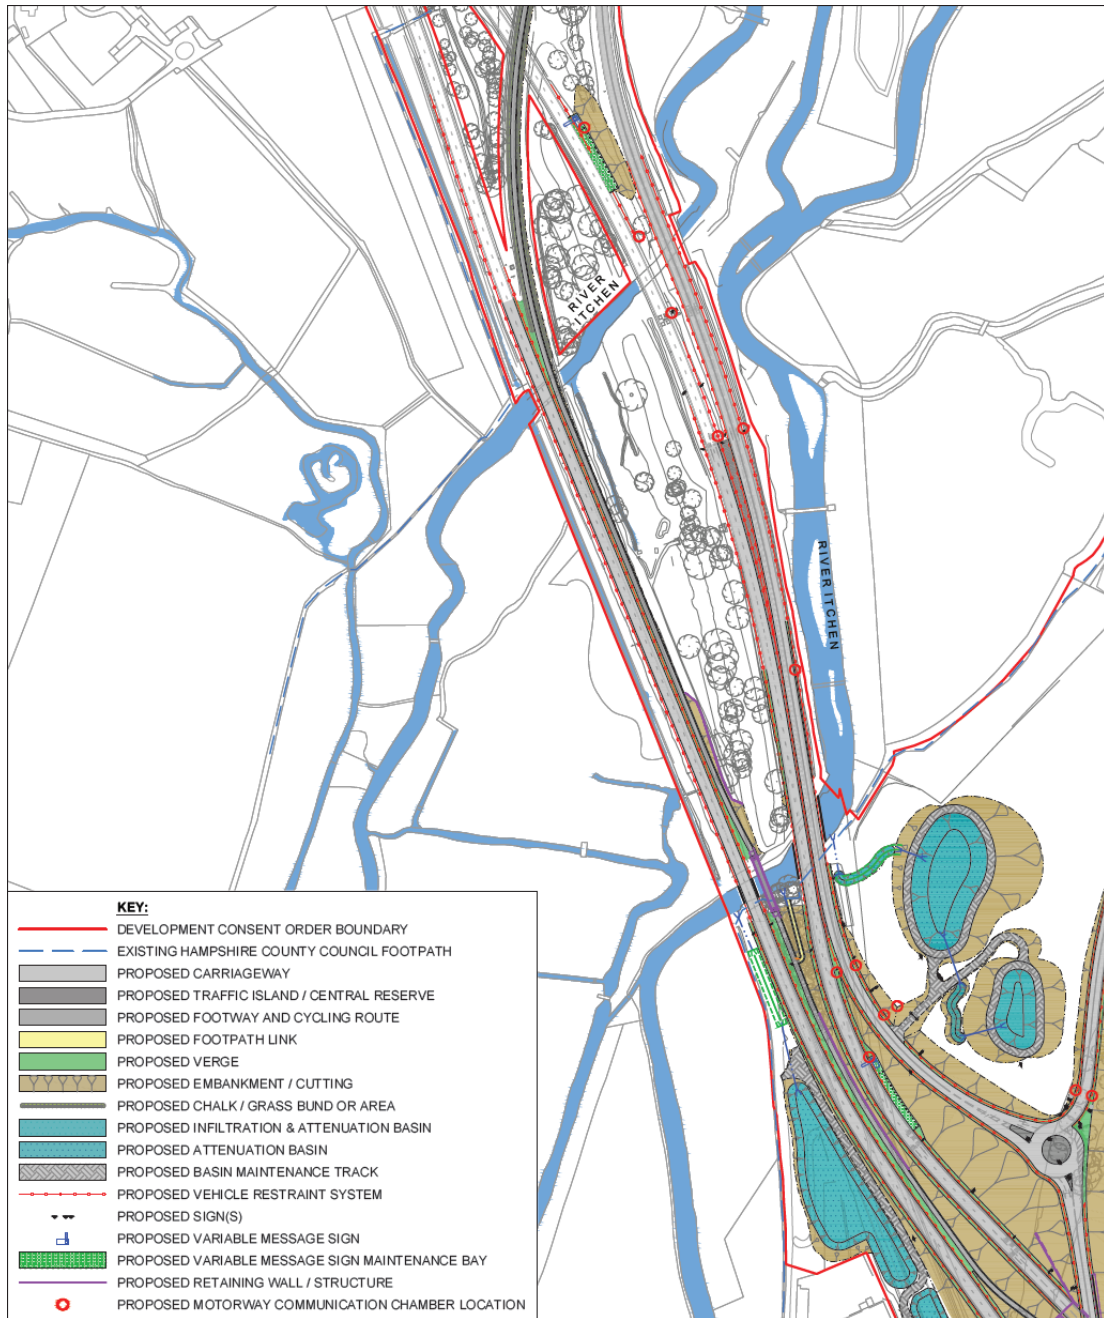 RIVER
ITCHEN
RIVER ITCHEN
KEY:
DEVELOPMENT CONSENT ORDER BOUNDARY
EXISTING HAMPSHIRE COUNTY COUNCIL FOOTPATH
PROPOSED CARRIAGEWAY
PROPOSED TRAFFIC ISLAND / CENTRAL RESERVE
PROPOSED FOOTWAY AND CYCLING ROUTE
PROPOSED FOOTPATH LINK
PROPOSED VERGE
PROPOSED EMBANKMENT / CUTTING
PROPOSED CHALK / GRASS BUND OR AREA
PROPOSED INFILTRATION & ATTENUATION BASIN
PROPOSED ATTENUATION BASIN
PROPOSED BASIN MAINTENANCE TRACK
PROPOSED VEHICLE RESTRAINT SYSTEM
PROPOSED SIGN(S)
PROPOSED VARIABLE MESSAGE SIGN
PROPOSED VARIABLE MESSAGE SIGN MAINTENANCE BAY
PROPOSED RETAINING WALL / STRUCTURE
PROPOSED MOTORWAY COMMUNICATION CHAMBER LOCATION